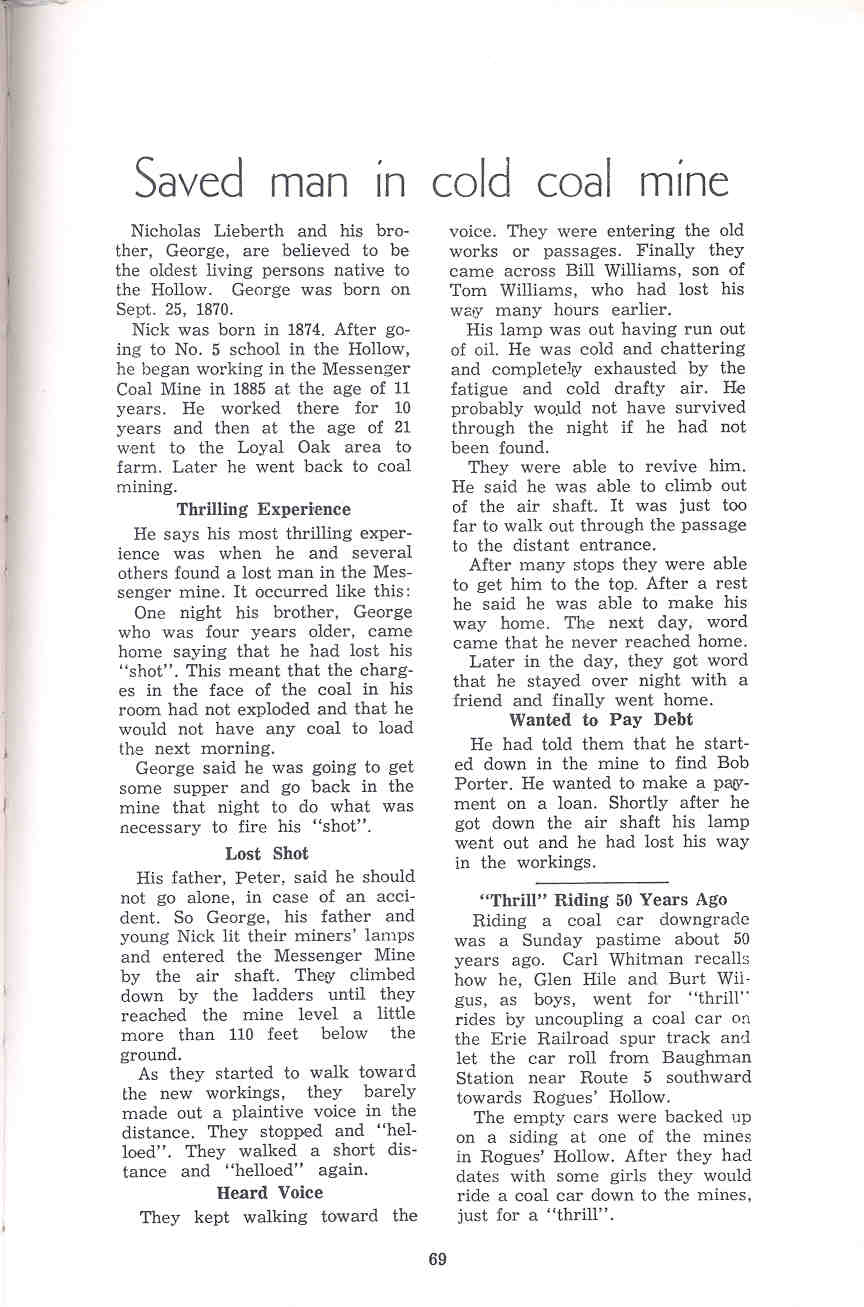 Saved man in cold coal mine
Nicholas Lieberth and his bro-
ther, George, are believed to be
the oldest living persons native to
the Hollow. George was born on
Sept. 25, 1870.
Nick was born in 1874. After go-
ing to No. 5 school in the Hollow,
he began working in the Messenger
Coal Mine in 1885 at the age of 11
years. He worked there for 10
years and then at the age of 21
went to the Loyal Oak area to
farm. Later he went back to coal
mining.
Thrilling Experience
He says his most thrilling exper-
ience was when he and several
others found a lost man in the Mes-
senger mine. It occurred like this:
One night his brother, George
who was four years older, came
home saying that he had lost his
“shot”. This meant that the charg-
es in the face of the coal in his
room had not exploded and that he
would not have any coal to load
the next morning.
George said he was going to get
some supper and go back in the
mine that night to do what was
necessary to fire his “shot”.
Lost Shot
His father, Peter, said he should
not go alone, in case of an acci-
dent. So George, his father and
young Nick lit their miners’ lamps
and entered the Messenger Mine
by the air shaft. They climbed
down by the ladders until they
reached the mine level a little
more than 110 feet below the
ground.
As they started to walk toward
the new workings, they barely
made out a plaintive voice in the
distance. They stopped and “hel-
loed”. They walked a short dis-
tance and “helloed” again.
Heard Voice
They kept walking toward the
voice. They were entering the old
works or passages. Finally they
came across Bill Williams, son of
Tom Williams, who had lost his
way many hours earlier.
His lamp was out having run out
of oil. He was cold and chattering
and completely exhausted by the
fatigue and cold drafty air. He
probably would not have survived
through the night if he had not
been found.
They were able to revive him.
He said he was able to climb out
of the air shaft. It was just too
far to walk out through the passage
to the distant entrance.
After many stops they were able
to get him to the top. After a rest
he said he was able to make his
way home. The next day, word
came that he never reached home.
Later in the day, they got word
that he stayed over night with a
friend and finally went home.
Wanted to Pay Debt
He had told them that he start-
ed down in the mine to find Bob
Porter. He wanted to make a pay-
ment on a loan. Shortly after he
got down the air shaft his lamp
went out and he had lost his way
in the workings.
“Thrill” Riding 50 Years Ago
Riding a coal car downgrade
was a Sunday pastime about 50
years ago. Carl Whitman recalls
how he, Glen Hile and Burt Wil-
gus, as boys, went for “thrill”
rides by uncoupling a coal car on
the Erie Railroad spur track and
let the car roll from Baughman
Station near Route 5 southward
towards Rogues’ Hollow.
The empty cars were backed up
on a siding at one of the mines
in Rogues’ Hollow. After they had
dates with some girls they would
ride a coal car down to the mines,
just for a “thrill”.
69